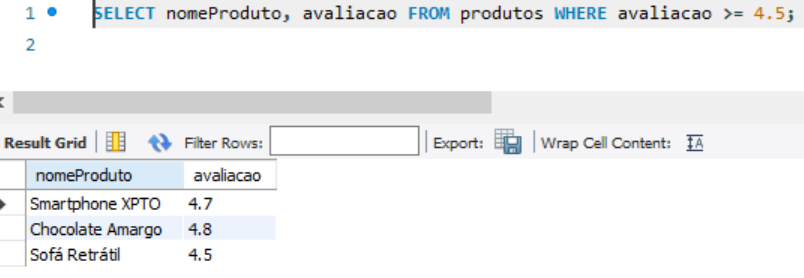 1 SELECT nomeProduto, avaliacao FROM produtos WHERE avaliacao >= 4.5;
2
Result Grid Filter Rows: Export: Wrap Cell Content: IA
nomeProduto avaliacao
Smartphone XPTO 4.7
Chocolate Amargo 4.8
Sofá Retrátil 4.5